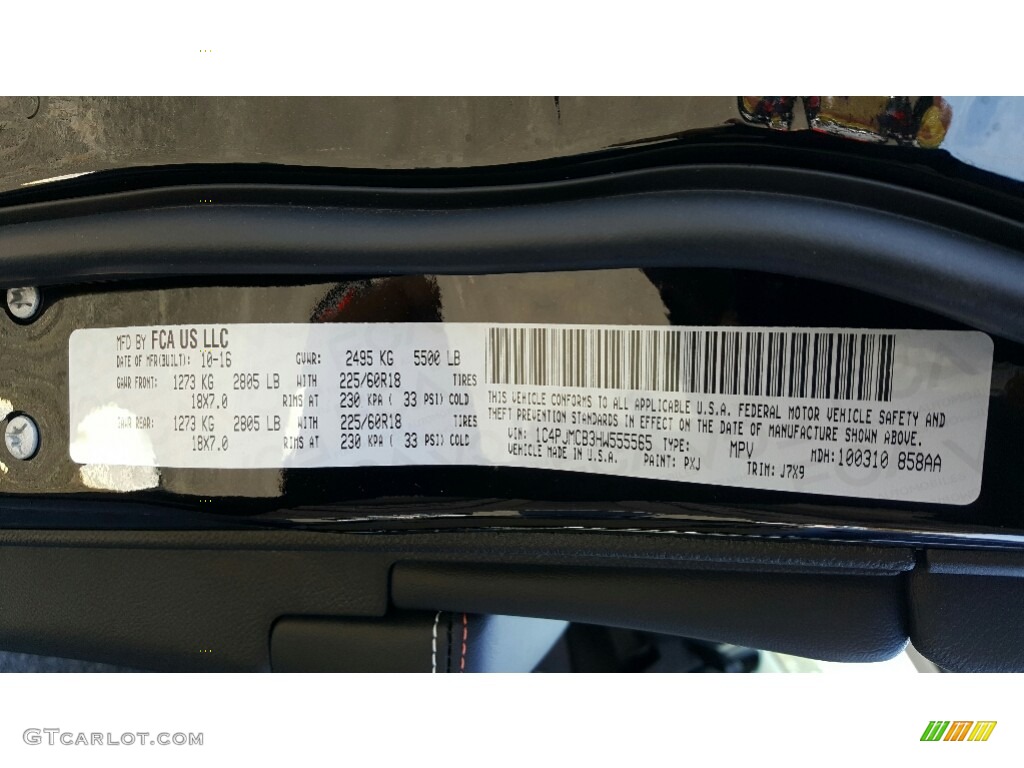 MFD BY FCA US LLC
DATE OF MFR(BUILT): 10-16 GVWR: 2495 KG 5500 LB
GAWR FRONT: 1273 KG 2805 LB WITH 225/60R18 TIRES
18X7.0 RIMS AT 230 KPA ( 33 PSI) COLD
GAWR REAR: 1273 KG 2805 LB WITH 225/60R18 TIRES
18X7.0 RIMS AT 230 KPA ( 33 PSI) COLD
THIS VEHICLE CONFORMS TO ALL APPLICABLE U.S.A. FEDERAL MOTOR VEHICLE SAFETY AND
THEFT PREVENTION STANDARDS IN EFFECT ON THE DATE OF MANUFACTURE SHOWN ABOVE.
VIN: 1C4PJMCB3HW555565 TYPE: MPV MDH: 100310 858AA
VEHICLE MADE IN U.S.A. PAINT: PXJ TRIM: J7X9
GTCARLOT.COM